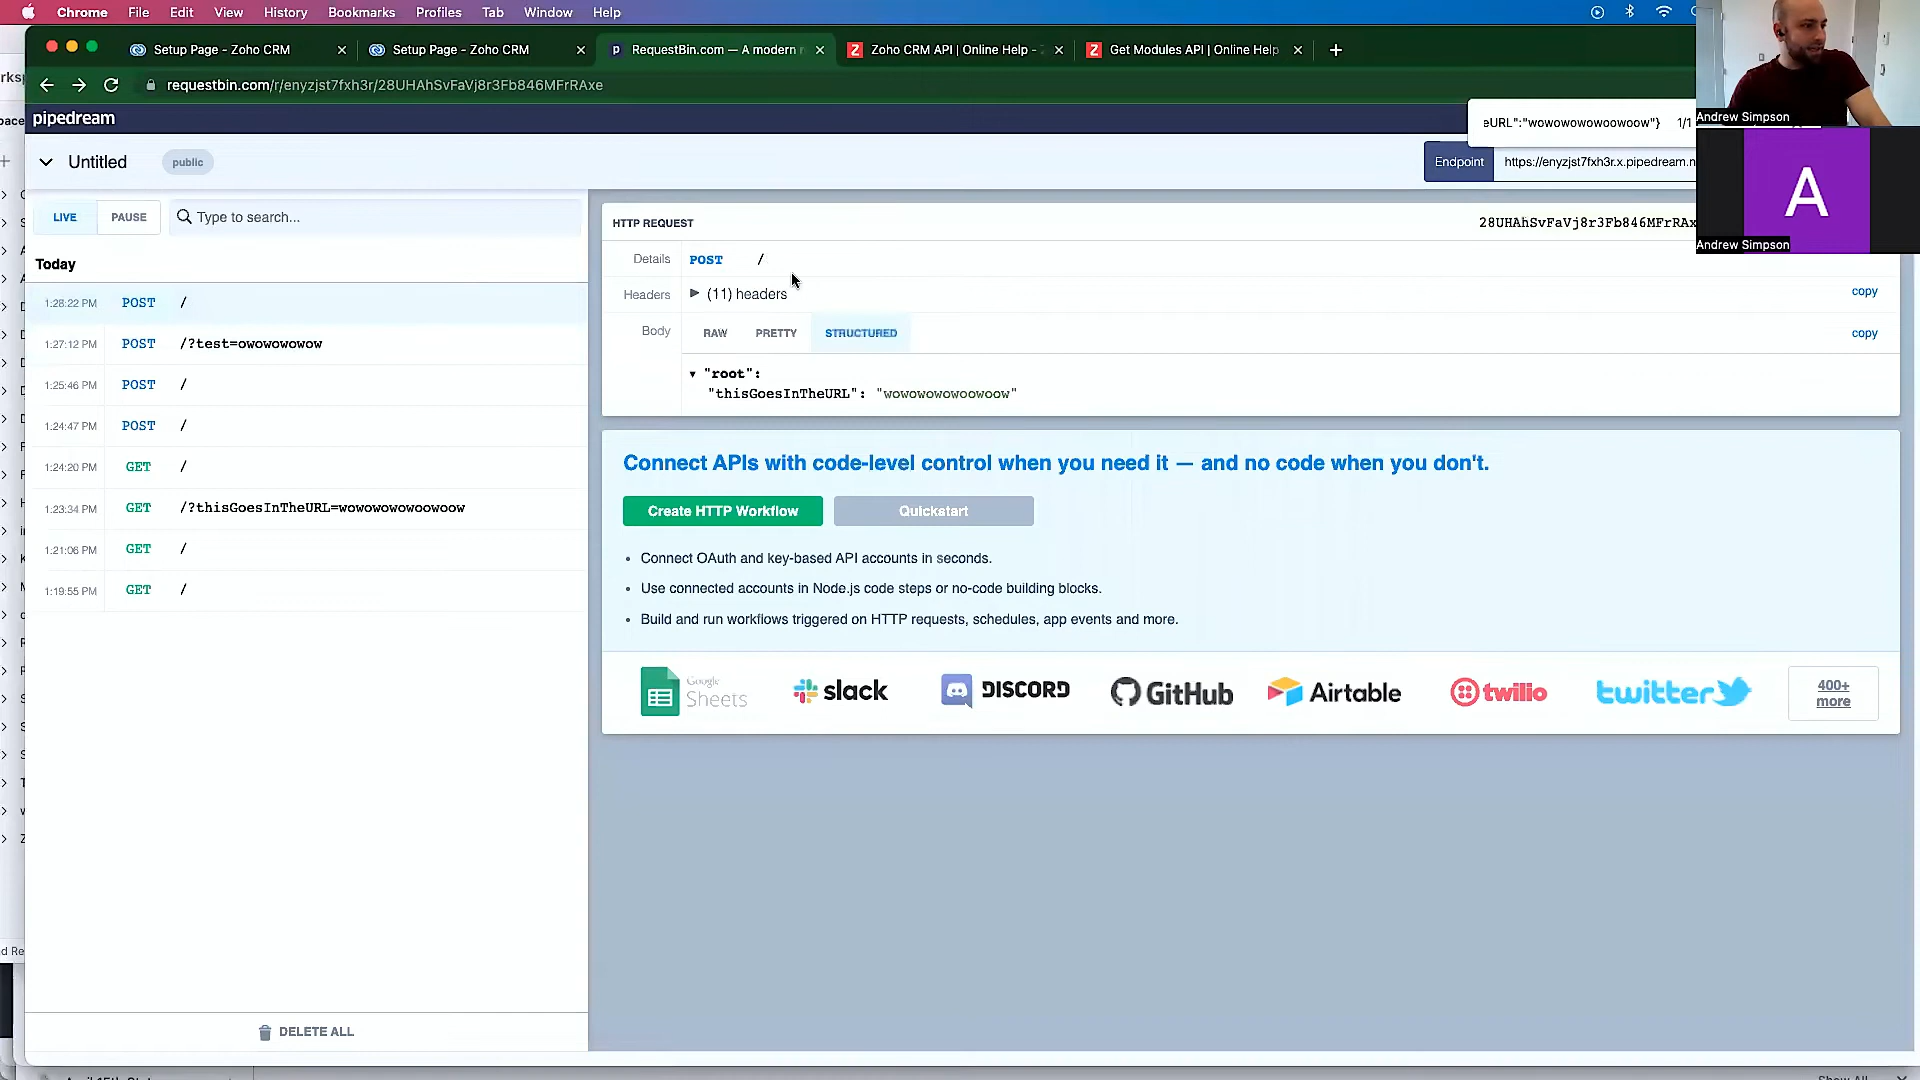 Chrome File Edit View History Bookmarks Profiles Tab Window Help
Setup Page - Zoho CRM
Setup Page - Zoho CRM
RequestBin.com — A modern r
Zoho CRM API | Online Help -
Get Modules API | Online Help
requestbin.com/r/enyzjst7fxh3r/28UHAhSvFaVj8r3Fb846MFrRAxe
pipedream
eURL":"wowowowowoowoow"} 1/1
Andrew Simpson
Untitled
public
Endpoint
https://enyzjst7fxh3r.x.pipedream.n
A
Andrew Simpson
LIVE
PAUSE
Type to search...
Today
1:28:22 PM POST /
1:27:12 PM POST /?test=owowowowow
1:25:46 PM POST /
1:24:47 PM POST /
1:24:20 PM GET /
1:23:34 PM GET /?thisGoesInTheURL=wowowowowoowoow
1:21:06 PM GET /
1:19:55 PM GET /
DELETE ALL
HTTP REQUEST
28UHAhSvFaVj8r3Fb846MFrRAx
Details POST /
Headers (11) headers copy
Body RAW PRETTY STRUCTURED copy
"root":
"thisGoesInTheURL": "wowowowowoowoow"
Connect APIs with code-level control when you need it — and no code when you don't.
Create HTTP Workflow
Quickstart
• Connect OAuth and key-based API accounts in seconds.
• Use connected accounts in Node.js code steps or no-code building blocks.
• Build and run workflows triggered on HTTP requests, schedules, app events and more.
Google
Sheets
slack
DISCORD
GitHub
Airtable
twilio
twitter
400+
more